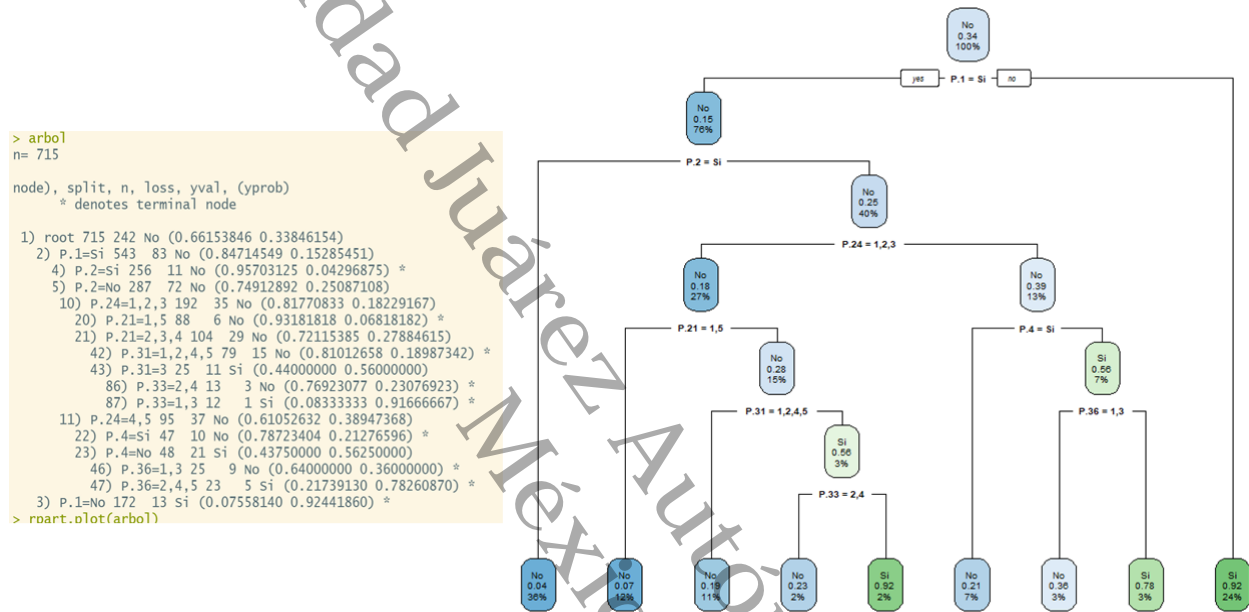 > arbol
n= 715
node), split, n, loss, yval, (yprob)
* denotes terminal node
1) root 715 242 No (0.66153846 0.33846154)
2) P.1=Si 543 83 No (0.84714549 0.15285451)
4) P.2=Si 256 11 No (0.95703125 0.04296875) *
5) P.2=No 287 72 No (0.74912892 0.25087108)
10) P.24=1,2,3 192 35 No (0.81770833 0.18229167)
20) P.21=1,5 88 6 No (0.93181818 0.06818182) *
21) P.21=2,3,4 104 29 No (0.72115385 0.27884615)
42) P.31=1,2,4,5 79 15 No (0.81012658 0.18987342) *
43) P.31=3 25 11 Si (0.44000000 0.56000000)
86) P.33=2,4 13 3 No (0.76923077 0.23076923) *
87) P.33=1,3 12 1 Si (0.08333333 0.91666667) *
11) P.24=4,5 95 37 No (0.61052632 0.38947368)
22) P.4=Si 47 10 No (0.78723404 0.21276596) *
23) P.4=No 48 21 Si (0.43750000 0.56250000)
46) P.36=1,3 25 9 No (0.64000000 0.36000000) *
47) P.36=2,4,5 23 5 Si (0.21739130 0.78260870) *
3) P.1=No 172 13 Si (0.07558140 0.92441860) *
> rpart.plot(arbol)
No
0.34
100%
yes P.1 = Si no
No
0.15
76%
P.2 = Si
No
0.25
40%
P.24 = 1,2,3
No
0.18
27%
No
0.39
13%
P.21 = 1,5
P.4 = Si
No
0.28
15%
Si
0.56
7%
P.31 = 1,2,4,5
P.36 = 1,3
Si
0.56
3%
P.33 = 2,4
No
0.04
36%
No
0.07
12%
No
0.19
11%
No
0.23
2%
Si
0.92
2%
No
0.21
7%
No
0.36
3%
Si
0.78
3%
Si
0.92
24%
dad Juárez